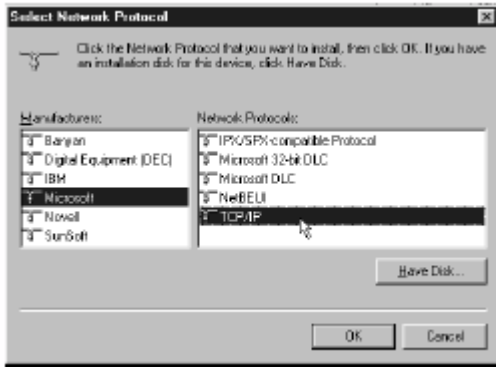 Select Network Protocol
Click the Network Protocol that you want to install, then click OK. If you have
an installation disk for this device, click Have Disk.
Manufacturers:
Banyan
Digital Equipment (DEC)
IBM
Microsoft
Novell
SunSoft
Network Protocols:
IPX/SPX-compatible Protocol
Microsoft 32-bit DLC
Microsoft DLC
NetBEUI
TCP/IP
Have Disk...
OK
Cancel